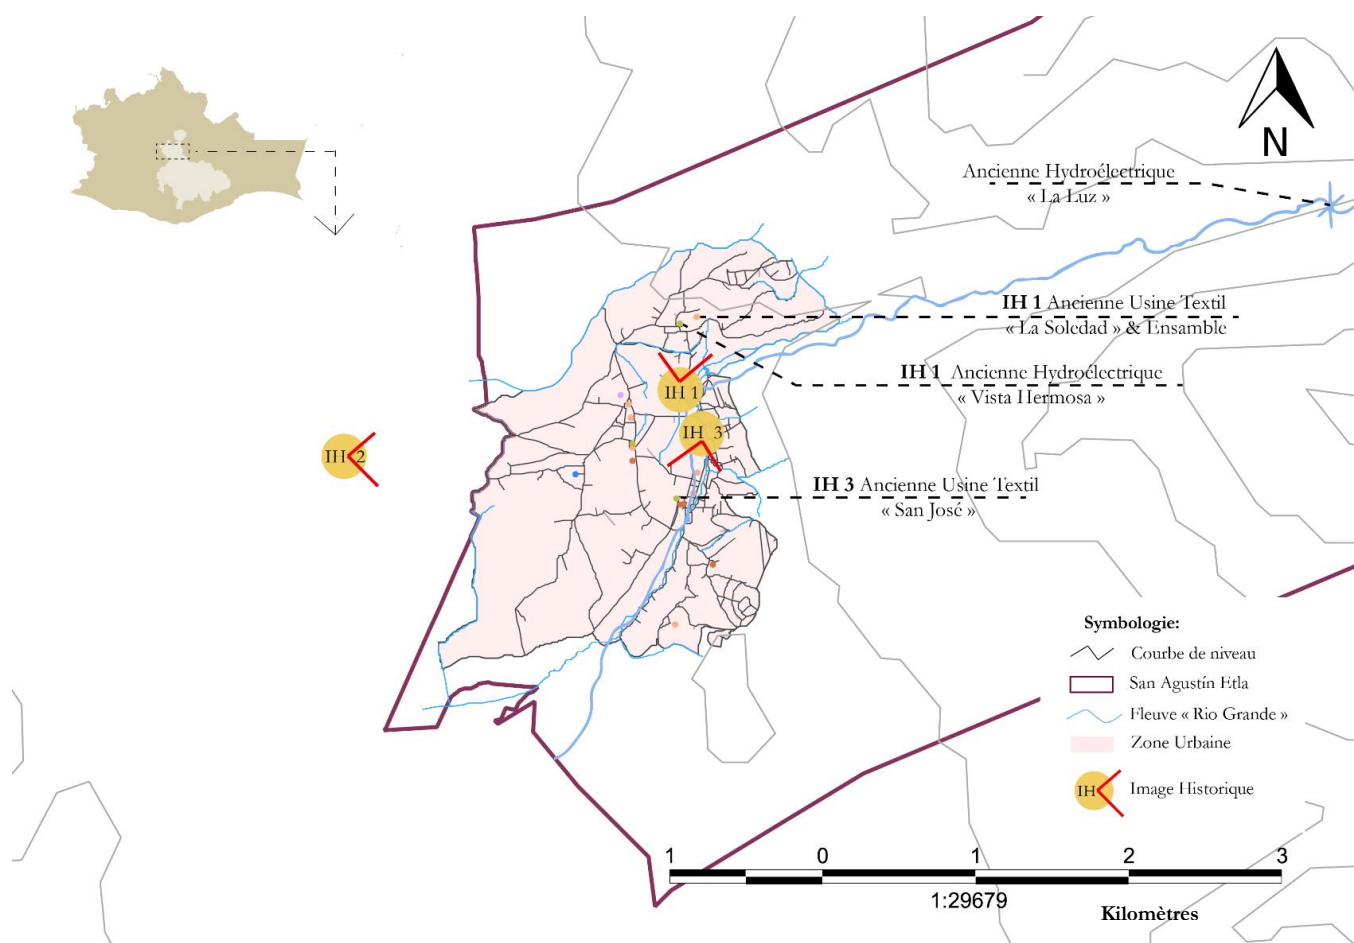 N
Ancienne Hydroélectrique
« La Luz »
IH 1 Ancienne Usine Textil
« La Soledad » & Ensamble
IH 1 Ancienne Hydroélectrique
« Vista Hermosa »
IH 1
IH 3
IH 2
IH 3 Ancienne Usine Textil
« San José »
Symbologie:
Courbe de niveau
San Agustín Etla
Fleuve « Rio Grande »
Zone Urbaine
IH
Image Historique
1 0 1 2 3
1:29679
Kilomètres